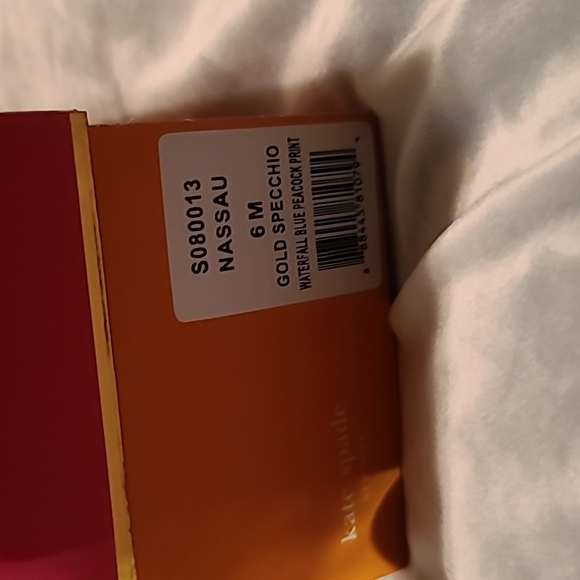 S080013
NASSAU
6 M
GOLD SPECCHIO
WATERFALL BLUE PEACOCK PRINT
kate spade